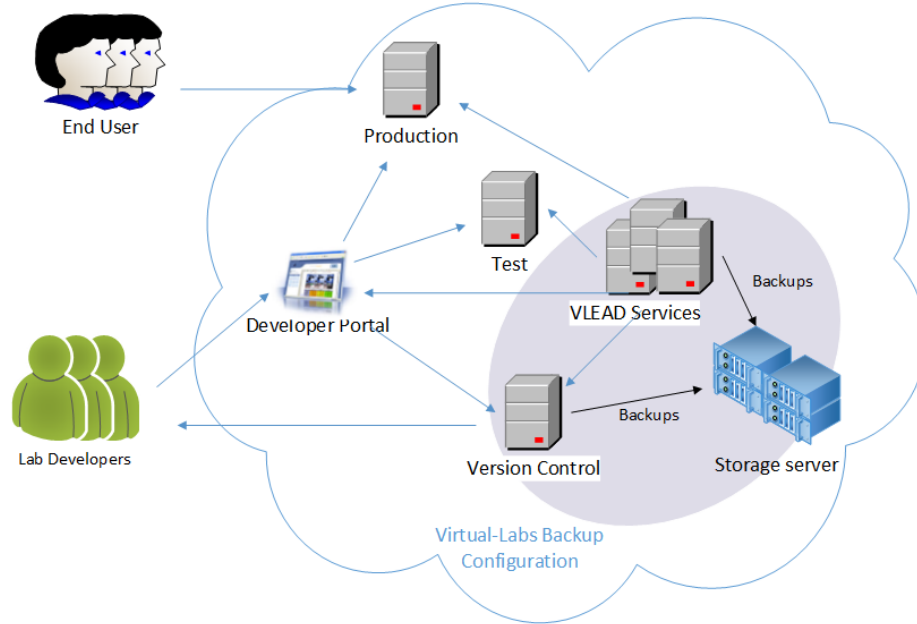 End User
Production
Test
Developer Portal
VLEAD Services
Backups
Lab Developers
Version Control
Backups
Storage server
Virtual-Labs Backup
Configuration